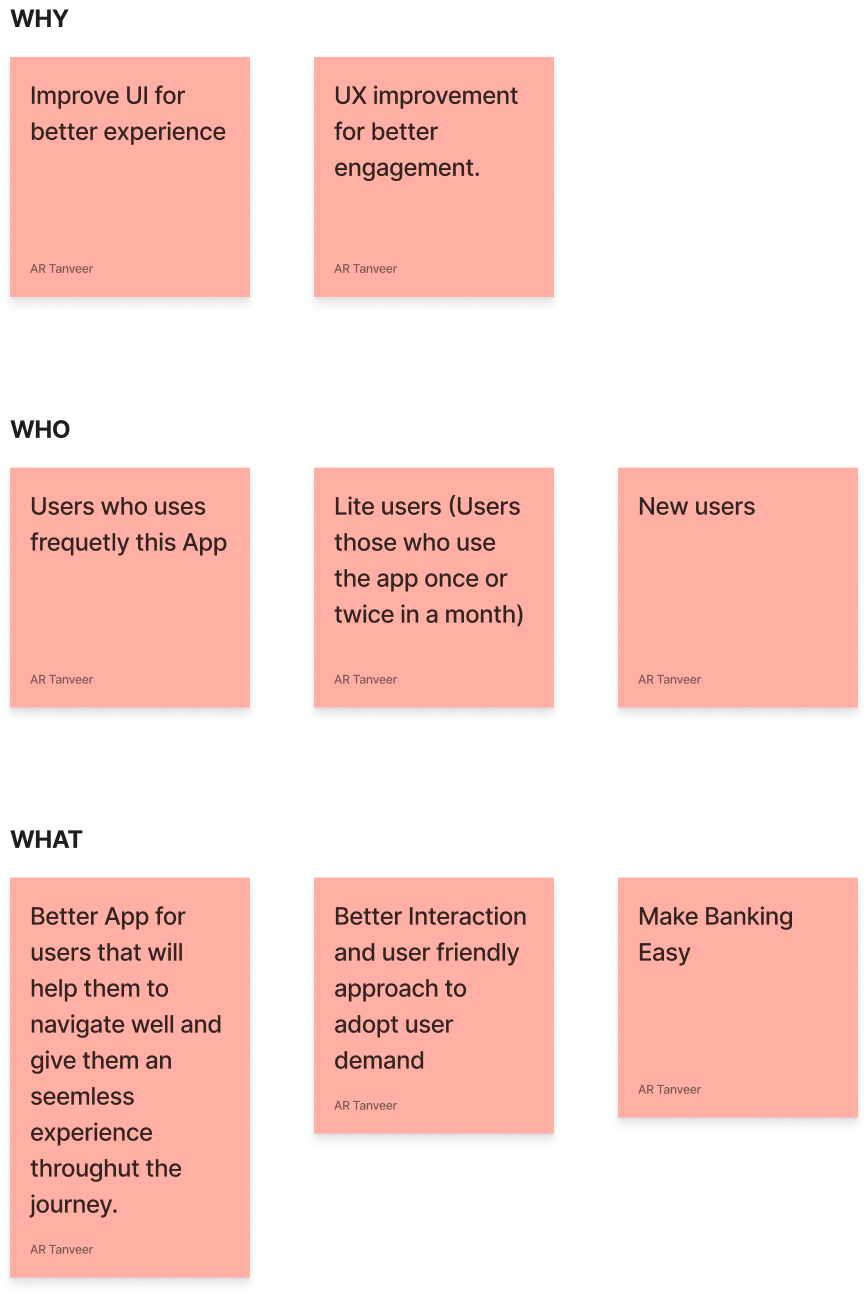 WHY
Improve UI for
better experience
AR Tanveer
UX improvement
for better
engagement.
AR Tanveer
WHO
Users who uses
frequetly this App
AR Tanveer
Lite users (Users
those who use
the app once or
twice in a month)
AR Tanveer
New users
AR Tanveer
WHAT
Better App for
users that will
help them to
navigate well and
give them an
seemless
experience
throughut the
journey.
AR Tanveer
Better Interaction
and user friendly
approach to
adopt user
demand
AR Tanveer
Make Banking
Easy
AR Tanveer